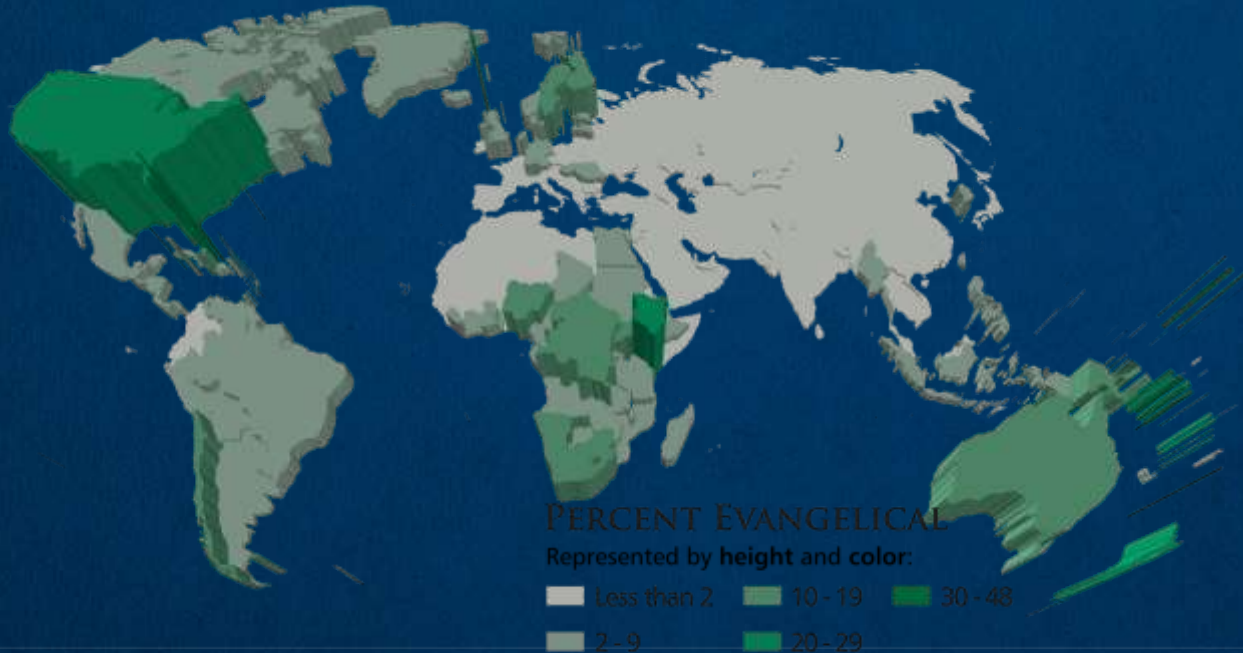 PERCENT EVANGELICAL
Represented by height and color:
Less than 2 10 - 19 30 - 48
2 - 9 20 - 29